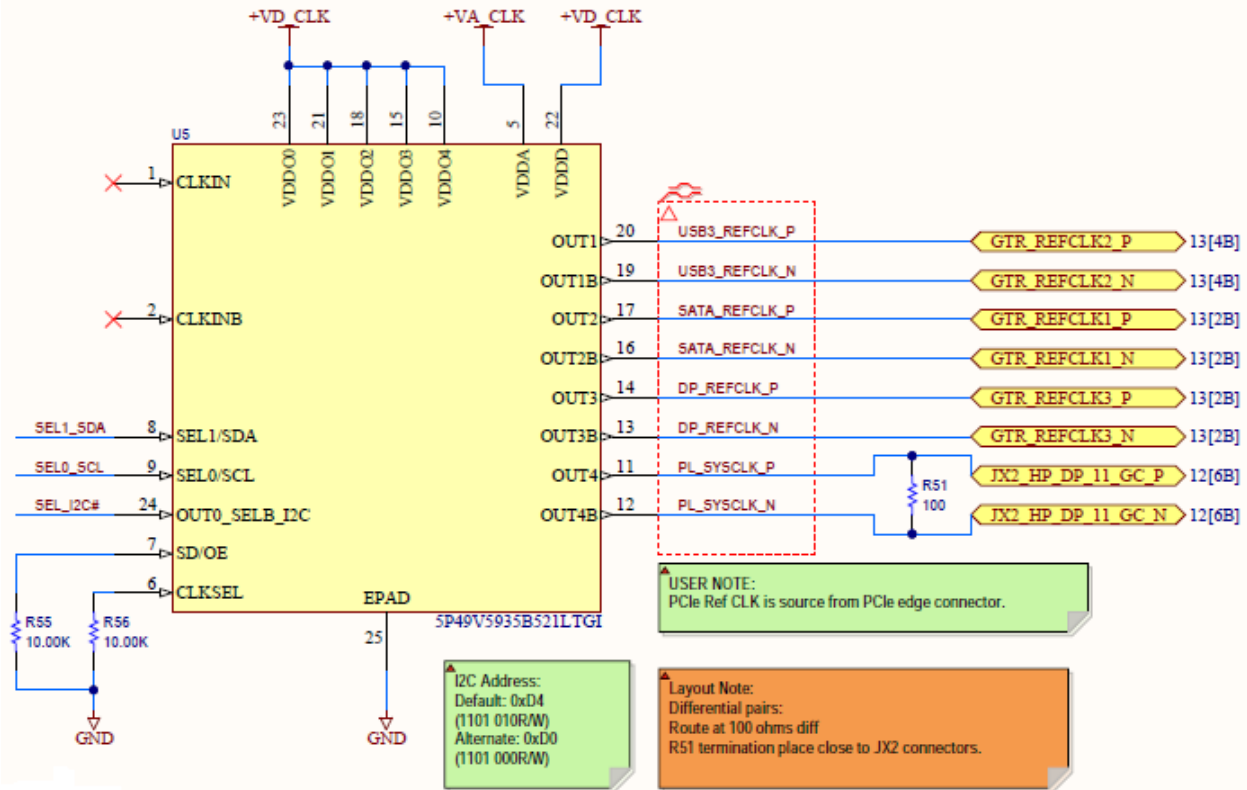 +VD_CLK +VA_CLK +VD_CLK
23 21 18 15 10 5 22
U5
VDDO0 VDDO1 VDDO2 VDDO3 VDDO4 VDDA VDDD
1 CLKIN
OUT1 20 USB3_REFCLK_P GTR_REFCLK2_P 13[4B]
OUT1B 19 USB3_REFCLK_N GTR_REFCLK2_N 13[4B]
2 CLKINB OUT2 17 SATA_REFCLK_P GTR_REFCLK1_P 13[2B]
OUT2B 16 SATA_REFCLK_N GTR_REFCLK1_N 13[2B]
OUT3 14 DP_REFCLK_P GTR_REFCLK3_P 13[2B]
SEL1_SDA 8 SEL1/SDA OUT3B 13 DP_REFCLK_N GTR_REFCLK3_N 13[2B]
SEL0_SCL 9 SEL0/SCL OUT4 11 PL_SYSCLK_P JX2_HP_DP_11_GC_P 12[6B]
R51
100
SEL_I2C# 24 OUT0_SELB_I2C OUT4B 12 PL_SYSCLK_N JX2_HP_DP_11_GC_N 12[6B]
7 SD/OE
6 CLKSEL
EPAD
25
5P49V5935B521LTGI
R55
10.00K
R56
10.00K
GND
GND
USER NOTE:
PCIe Ref CLK is source from PCIe edge connector.
I2C Address:
Default: 0xD4
(1101 010R/W)
Alternate: 0xD0
(1101 000R/W)
Layout Note:
Differential pairs:
Route at 100 ohms diff
R51 termination place close to JX2 connectors.